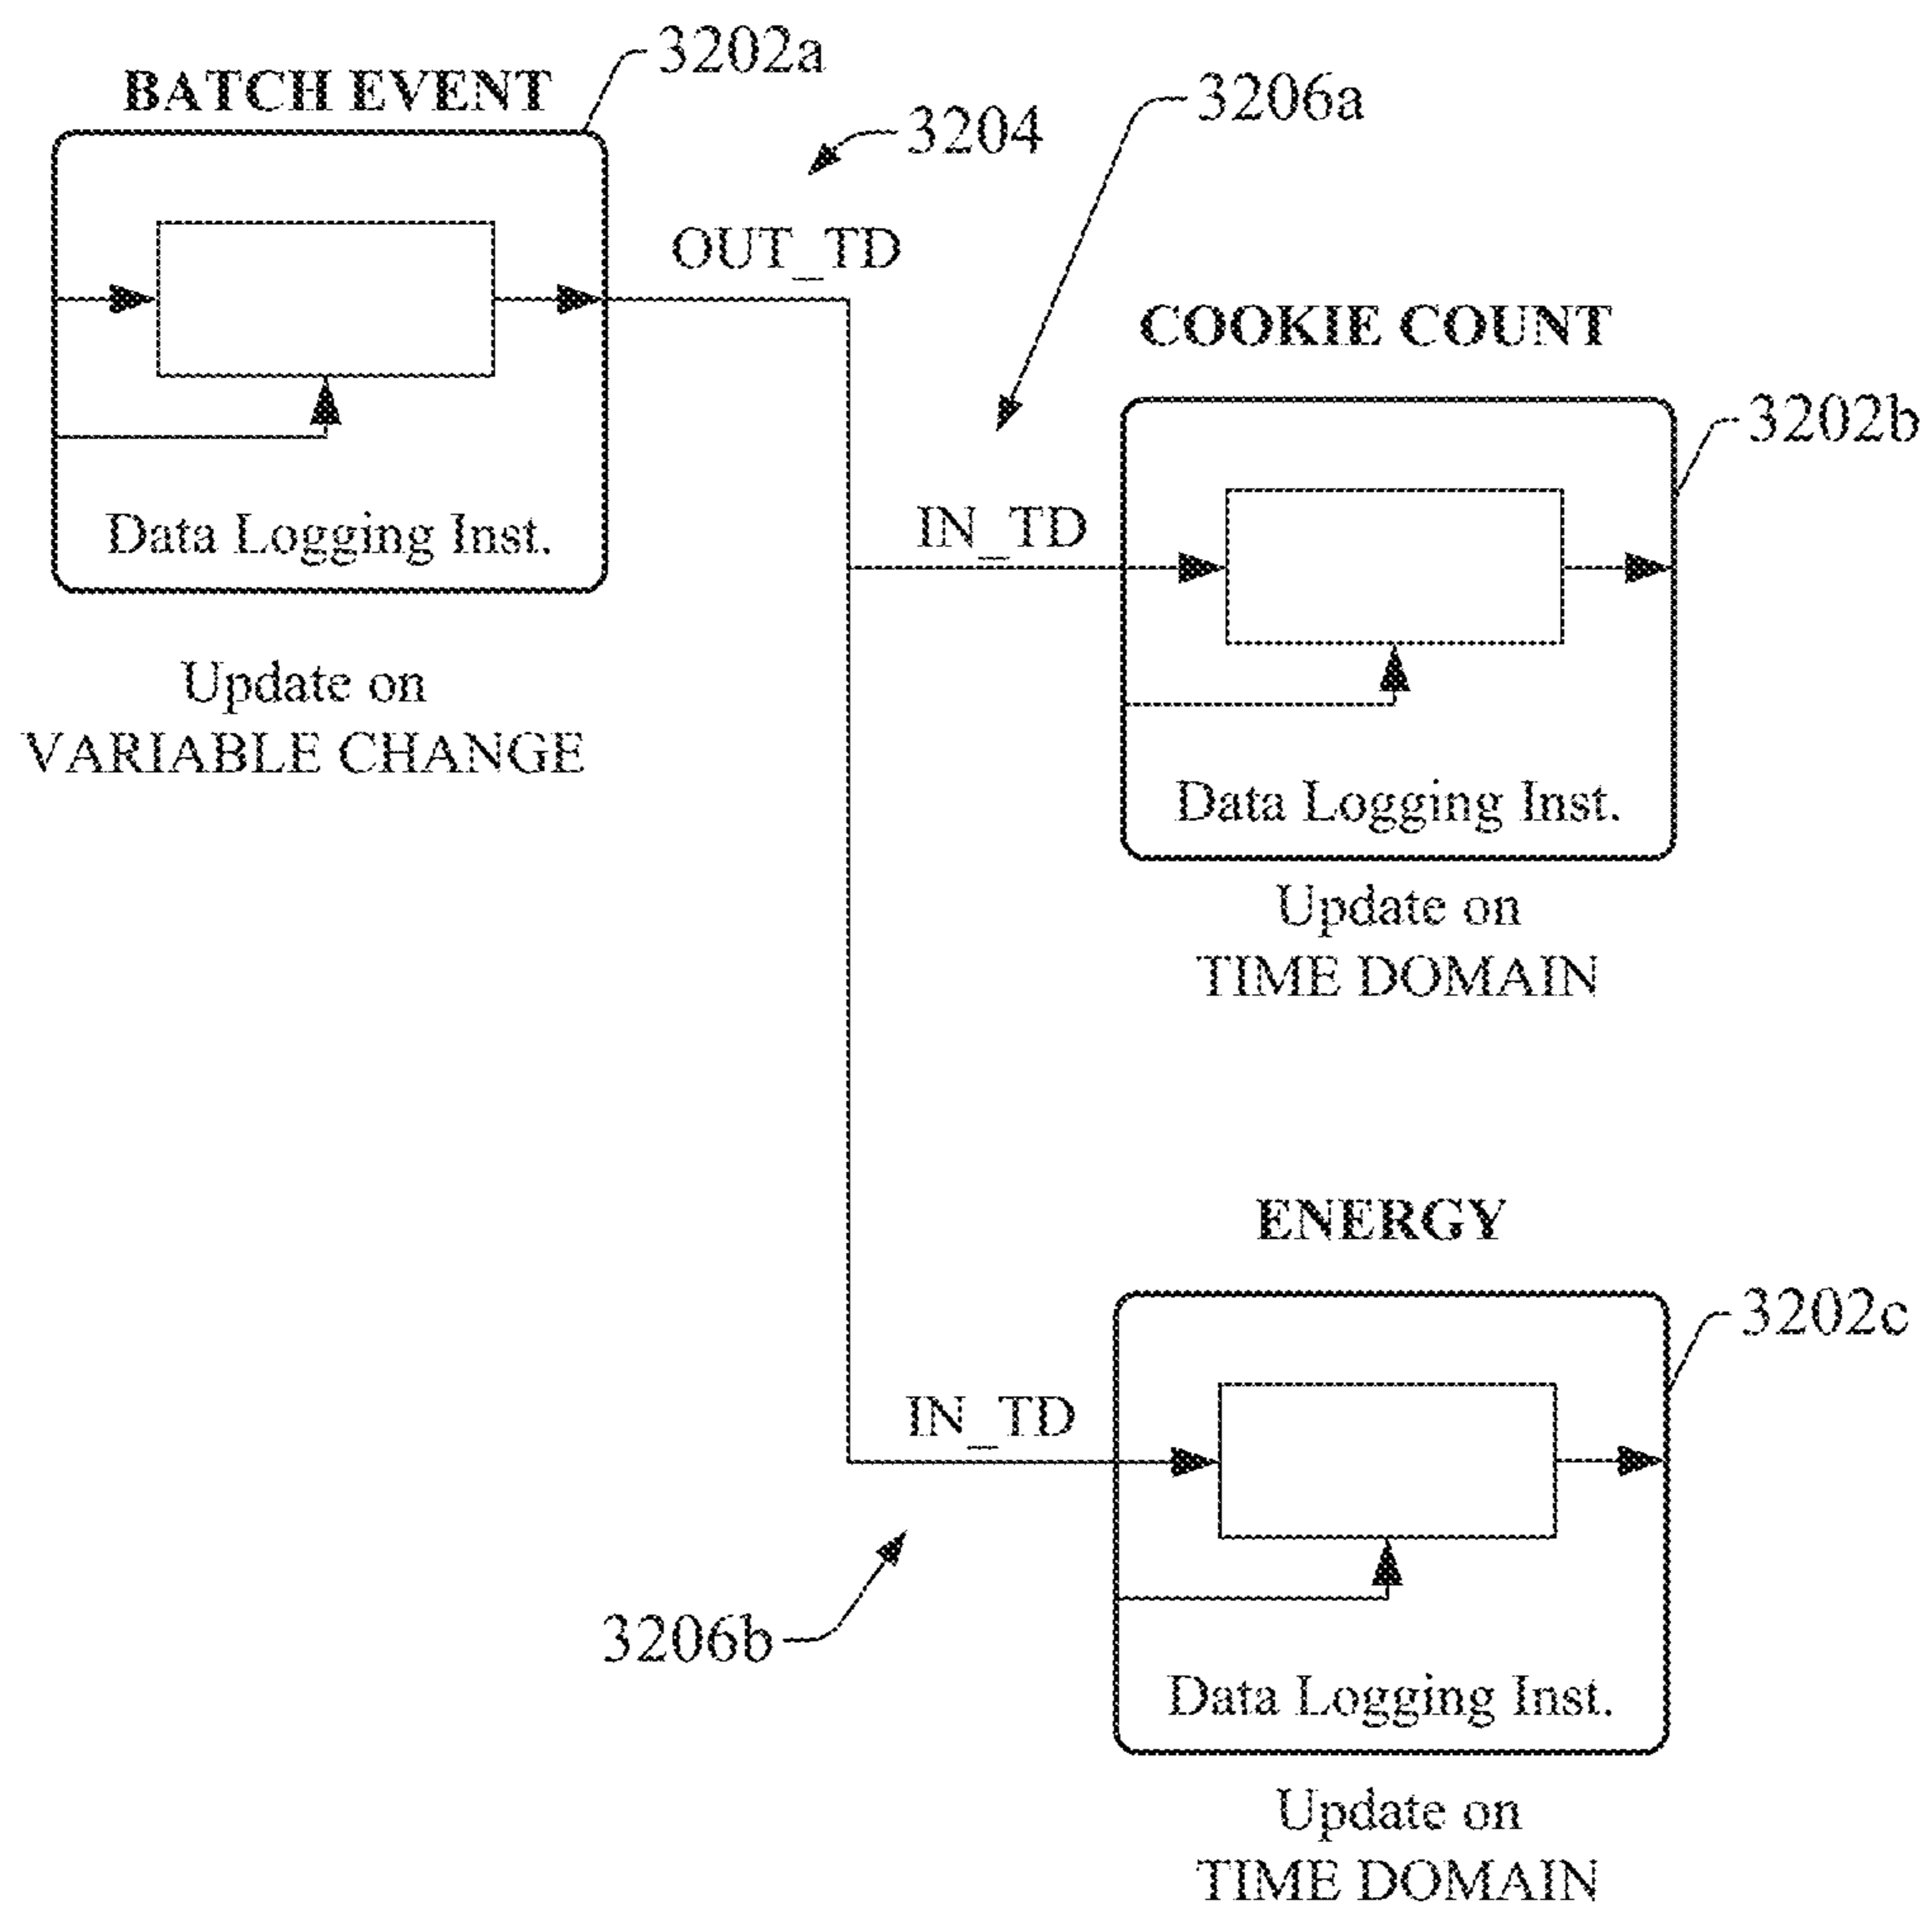 3202a
BATCH EVENT
3206a
3204
OUT_TD
COOKIE COUNT
3202b
IN_TD
Data Logging Inst.
Update on
VARIABLE CHANGE
Data Logging Inst.
Update on
TIME DOMAIN
ENERGY
3202c
IN_TD
3206b
Data Logging Inst.
Update on
TIME DOMAIN